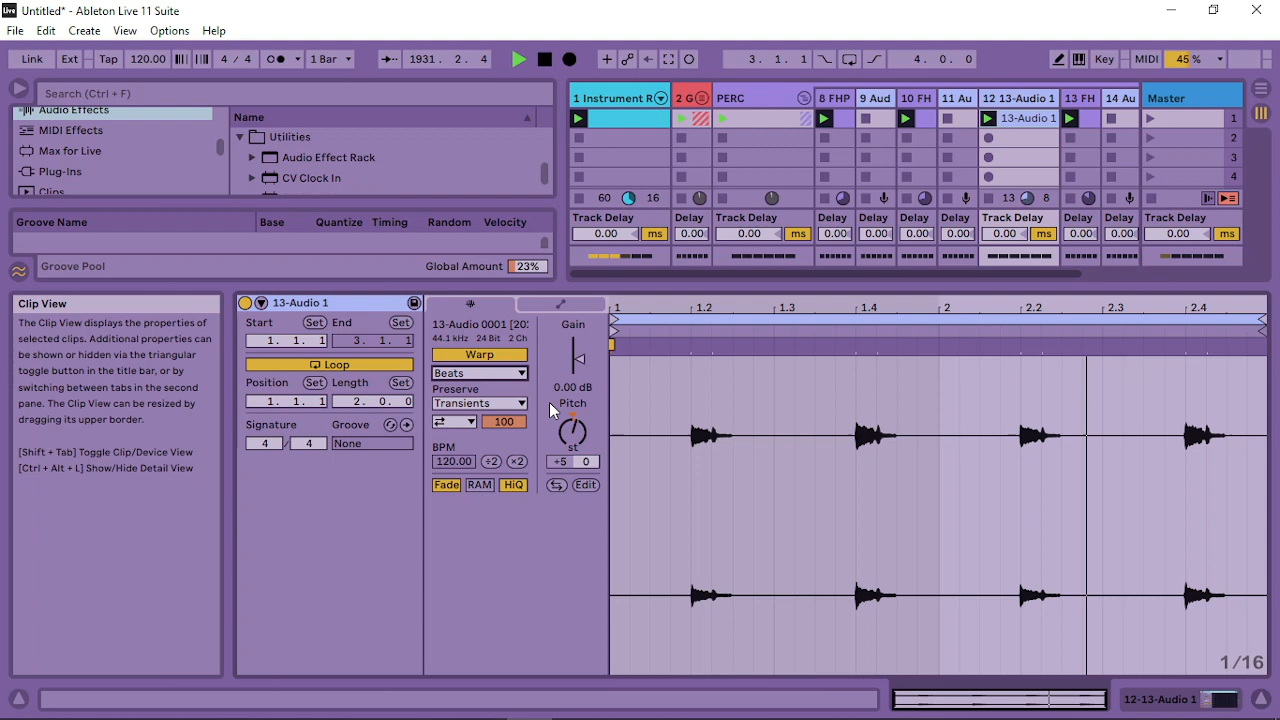 Live Untitled* - Ableton Live 11 Suite
File Edit Create View Options Help
Link Ext Tap 120.00 4 / 4 1 Bar 1931. 2. 4 3. 1. 1 4. 0. 0 Key MIDI 45 %
Search (Ctrl + F)
Audio Effects
MIDI Effects
Max for Live
Plug-Ins
Clips
Name
Utilities
Audio Effect Rack
CV Clock In
1 Instrument R 2 G PERC 8 FHP 9 Aud 10 FH 11 Au 12 13-Audio 1 13 FH 14 Au Master
13-Audio 1 1
2
3
4
60 16 13 8
Track Delay Delay Track Delay Delay Delay Delay Delay Track Delay Delay Delay Track Delay
0.00 ms 0.00 0.00 ms 0.00 0.00 0.00 0.00 0.00 ms 0.00 0.00 0.00 ms
Groove Name Base Quantize Timing Random Velocity
Groove Pool Global Amount 23%
Clip View
The Clip View displays the properties of
selected clips. Additional properties can
be shown or hidden via the triangular
toggle button in the title bar, or by
switching between tabs in the second
pane. The Clip View can be resized by
dragging its upper border.
[Shift + Tab] Toggle Clip/Device View
[Ctrl + Alt + L] Show/Hide Detail View
13-Audio 1
Start Set End Set
1. 1. 1 3. 1. 1
Loop
Position Set Length Set
1. 1. 1 2. 0. 0
Signature Groove
4 / 4 None
13-Audio 0001 [20
44.1 kHz 24 Bit 2 Ch
Warp
Beats
Preserve
Transients
100
BPM
120.00 ÷2 ×2
Fade RAM HiQ
Gain
0.00 dB
Pitch
st
+5 0
Edit
1 1.2 1.3 1.4 2 2.2 2.3 2.4
1/16
12-13-Audio 1